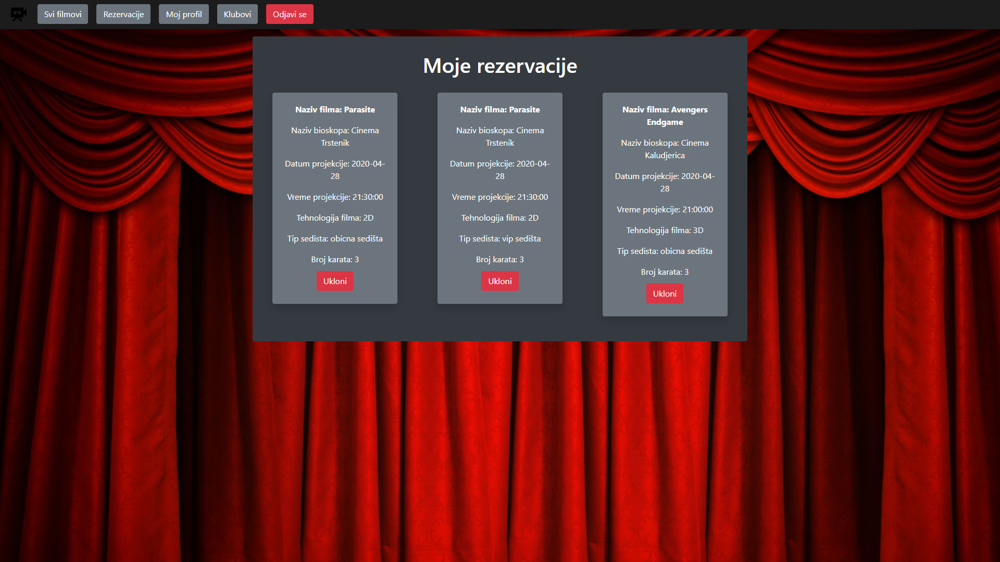 Svi filmovi
Rezervacije
Moj profil
Klubovi
Odjavi se
Moje rezervacije
Naziv filma: Parasite
Naziv bioskopa: Cinema
Trstenik
Datum projekcije: 2020-04-
28
Vreme projekcije: 21:30:00
Tehnologija filma: 2D
Tip sedista: obicna sedišta
Broj karata: 3
Ukloni
Naziv filma: Parasite
Naziv bioskopa: Cinema
Trstenik
Datum projekcije: 2020-04-
28
Vreme projekcije: 21:30:00
Tehnologija filma: 2D
Tip sedista: vip sedišta
Broj karata: 3
Ukloni
Naziv filma: Avengers
Endgame
Naziv bioskopa: Cinema
Kaludjerica
Datum projekcije: 2020-04-
28
Vreme projekcije: 21:00:00
Tehnologija filma: 3D
Tip sedista: obicna sedišta
Broj karata: 3
Ukloni